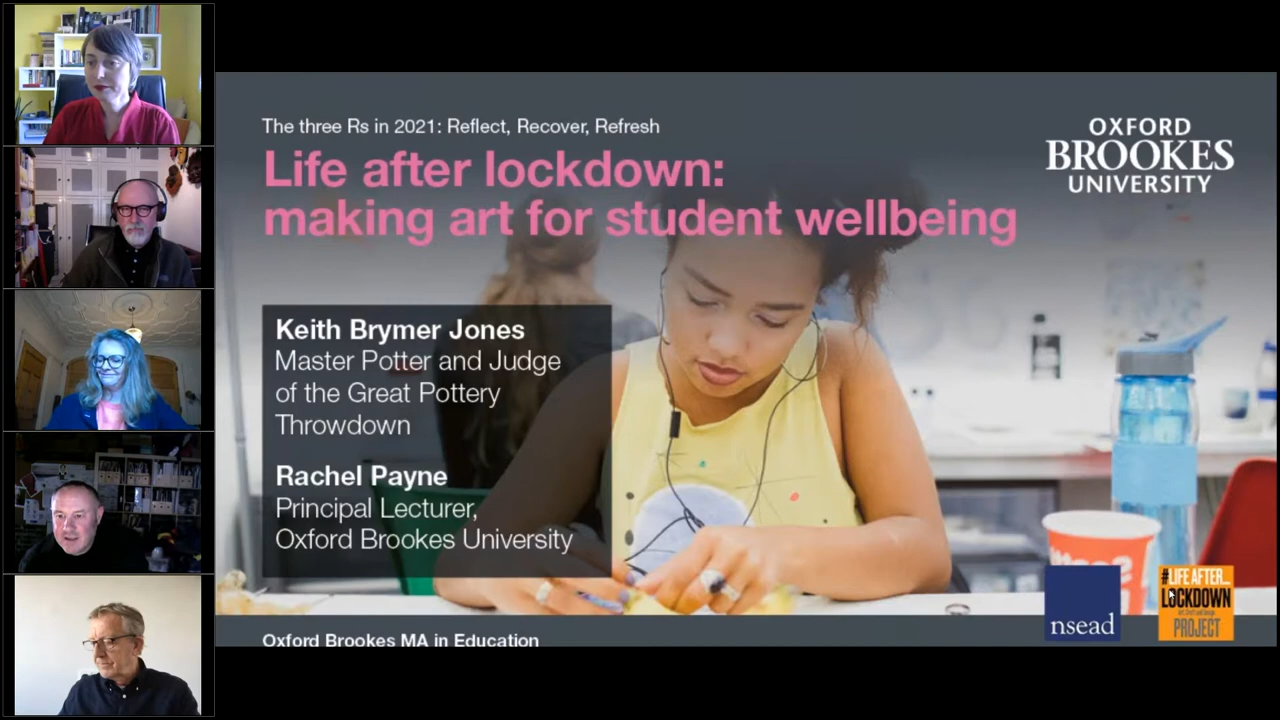 The three Rs in 2021: Reflect, Recover, Refresh
Life after lockdown:
making art for student wellbeing
OXFORD
BROOKES
UNIVERSITY
Keith Brymer Jones
Master Potter and Judge
of the Great Pottery
Throwdown
Rachel Payne
Principal Lecturer,
Oxford Brookes University
nsead
#LIFE AFTER...
LOCKDOWN
PROJECT
Oxford Brookes MA in Education